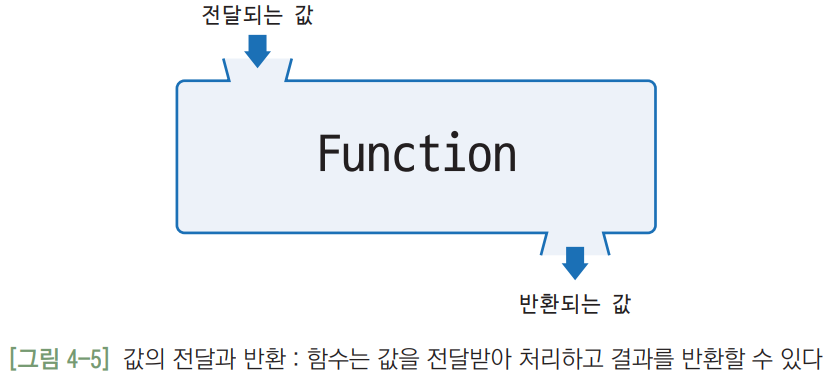 전달되는 값
Function
반환되는 값
[그림 4-5] 값의 전달과 반환 : 함수는 값을 전달받아 처리하고 결과를 반환할 수 있다